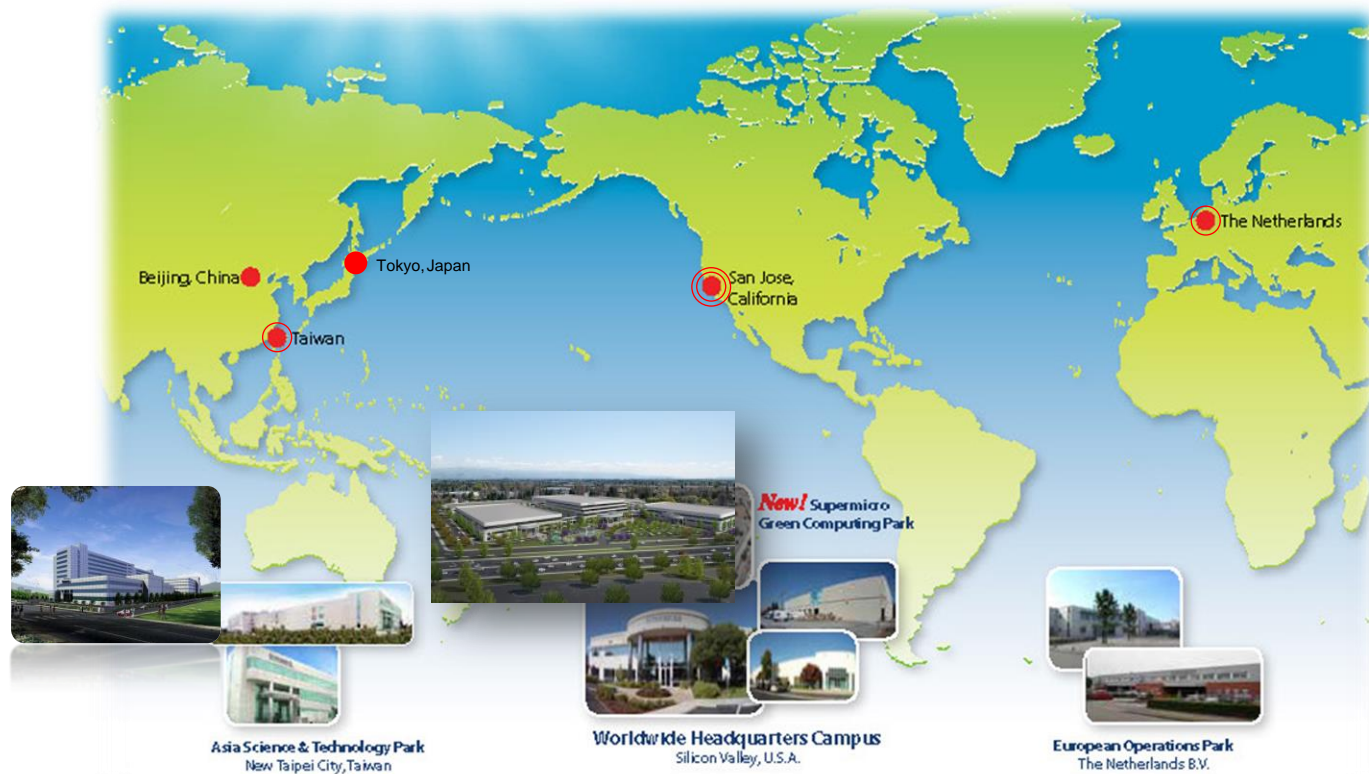 The Netherlands
Tokyo, Japan
Beijing, China
San Jose,
California
Taiwan
New! Supermicro
Green Computing Park
Asia Science & Technology Park
New Taipei City, Taiwan
Worldwide Headquarters Campus
Silicon Valley, U.S.A.
European Operations Park
The Netherlands B.V.